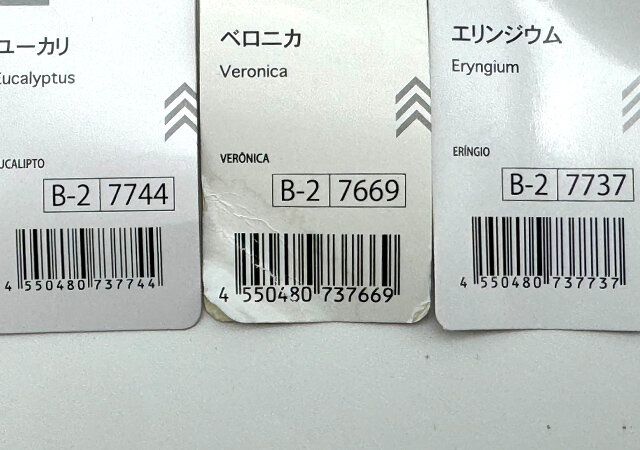 ユーカリ
Eucalyptus
EUCALIPTO
B-2 7744
4 550480 737744
ベロニカ
Veronica
VERÔNICA
B-2 7669
4 550480 737669
エリンジウム
Eryngium
ERÍNGIO
B-2 7737
4 550480 737737